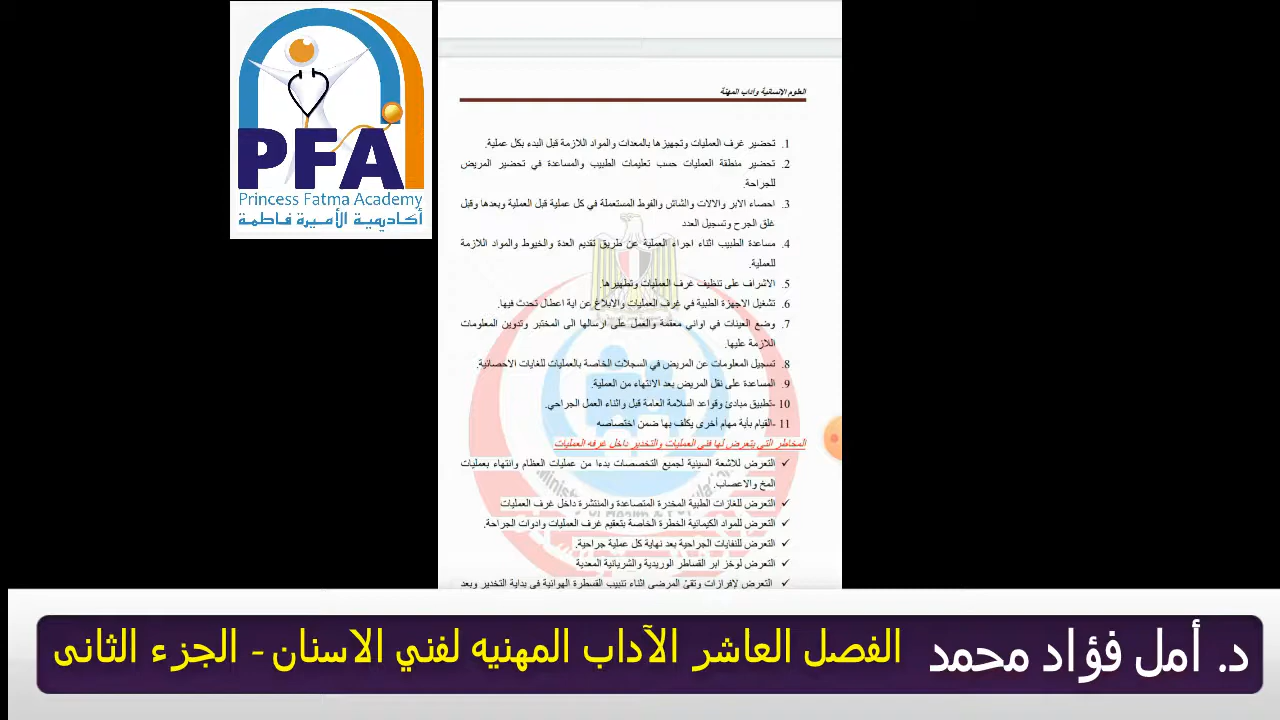 PFA
Princess Fatma Academy
أكاديمية الأميرة فاطمة
العلوم الإنسانية وآداب المهنة
1. تحضير غرف العمليات وتجهيزها بالمعدات والمواد اللازمة قبل البدء بكل عملية.
2. تحضير منطقة العمليات حسب تعليمات الطبيب والمساعدة في تحضير المريض
للجراحة.
3. احصاء الابر والالات والشاش والفوط المستعملة في كل عملية قبل العملية وبعدها وقبل
غلق الجرح وتسجيل العدد
4. مساعدة الطبيب اثناء اجراء العملية عن طريق تقديم العدة والخيوط والمواد اللازمة
للعملية.
5. الاشراف على تنظيف غرف العمليات وتطهيرها.
6. تشغيل الاجهزة الطبية في غرف العمليات والابلاغ عن اية اعطال تحدث فيها.
7. وضع العينات في اواني معقمة والعمل على ارسالها الى المختبر وتدوين المعلومات
اللازمة عليها.
8. تسجيل المعلومات عن المريض في السجلات الخاصة بالعمليات للغايات الاحصائية.
9. المساعدة على نقل المريض بعد الانتهاء من العملية.
10 -تطبيق مبادئ وقواعد السلامة العامة قبل واثناء العمل الجراحي.
11 -القيام بأية مهام أخرى يكلف بها ضمن اختصاصه
المخاطر التي يتعرض لها فني العمليات والتخدير داخل غرفه العمليات
✓ التعرض للاشعة السينية لجميع التخصصات بدءا من عمليات العظام وانتهاء بعمليات
المخ والاعصاب.
✓ التعرض للغازات الطبية المخدرة المتصاعدة والمنتشرة داخل غرف العمليات
✓ التعرض للمواد الكيمائية الخطرة الخاصة بتعقيم غرف العمليات وادوات الجراحة.
✓ التعرض للنفايات الجراحية بعد نهاية كل عملية جراحية.
✓ التعرض لوخز ابر القساطر الوريدية والشريانية المعدية
✓ التعرض لإفرازات وتقئ المرضى اثناء تنبيب القسطرة الهوائية في بداية التخدير وبعد
د. أمل فؤاد محمد الفصل العاشر الآداب المهنيه لفني الاسنان - الجزء الثانى